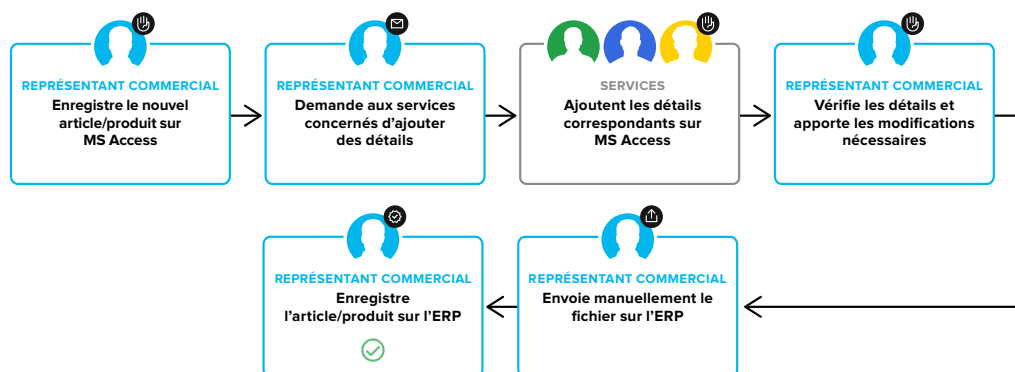 REPRÉSENTANT COMMERCIAL
Enregistre le nouvel
article/produit sur
MS Access
REPRÉSENTANT COMMERCIAL
Demande aux services
concernés d'ajouter
des détails
SERVICES
Ajoutent les détails
correspondants sur
MS Access
REPRÉSENTANT COMMERCIAL
Vérifie les détails et
apporte les modifications
nécessaires
REPRÉSENTANT COMMERCIAL
Envoie manuellement le
fichier sur l'ERP
REPRÉSENTANT COMMERCIAL
Enregistre
l'article/produit sur l'ERP